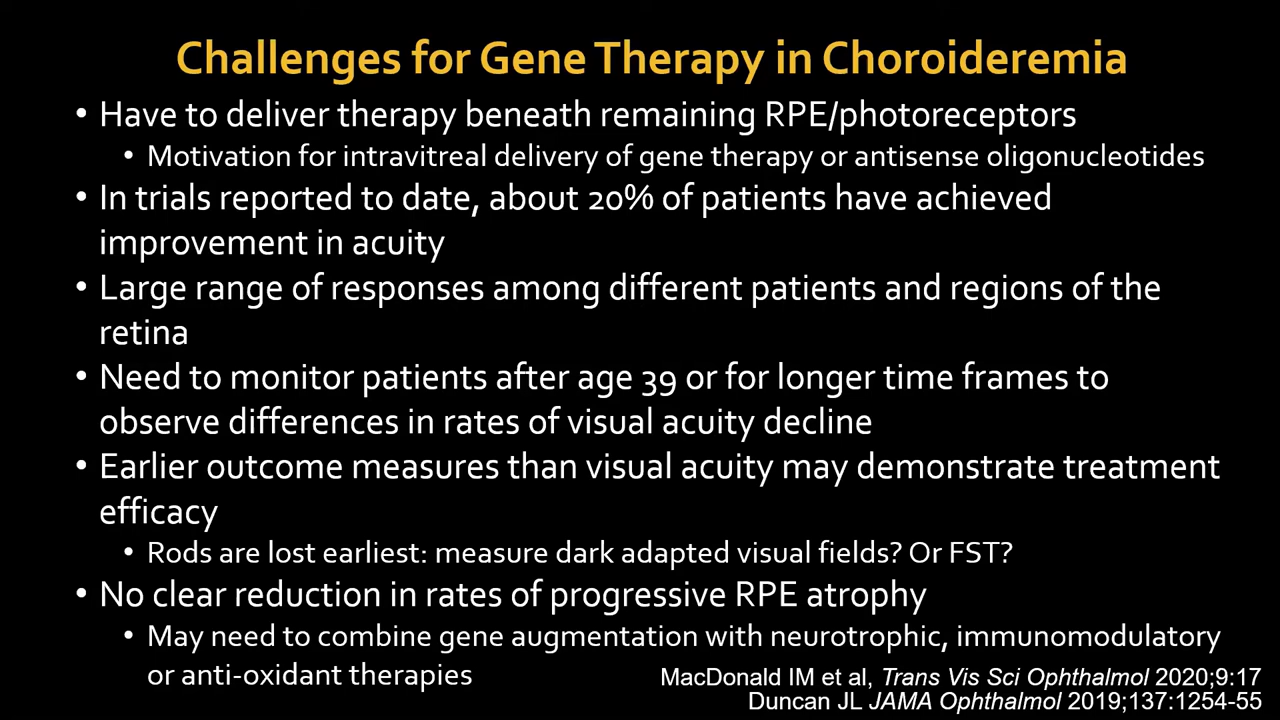 Challenges for Gene Therapy in Choroideremia
• Have to deliver therapy beneath remaining RPE/photoreceptors
• Motivation for intravitreal delivery of gene therapy or antisense oligonucleotides
• In trials reported to date, about 20% of patients have achieved
improvement in acuity
• Large range of responses among different patients and regions of the
retina
• Need to monitor patients after age 39 or for longer time frames to
observe differences in rates of visual acuity decline
• Earlier outcome measures than visual acuity may demonstrate treatment
efficacy
• Rods are lost earliest: measure dark adapted visual fields? Or FST?
• No clear reduction in rates of progressive RPE atrophy
• May need to combine gene augmentation with neurotrophic, immunomodulatory
or anti-oxidant therapies
MacDonald IM et al, Trans Vis Sci Ophthalmol 2020;9:17
Duncan JL JAMA Ophthalmol 2019;137:1254-55